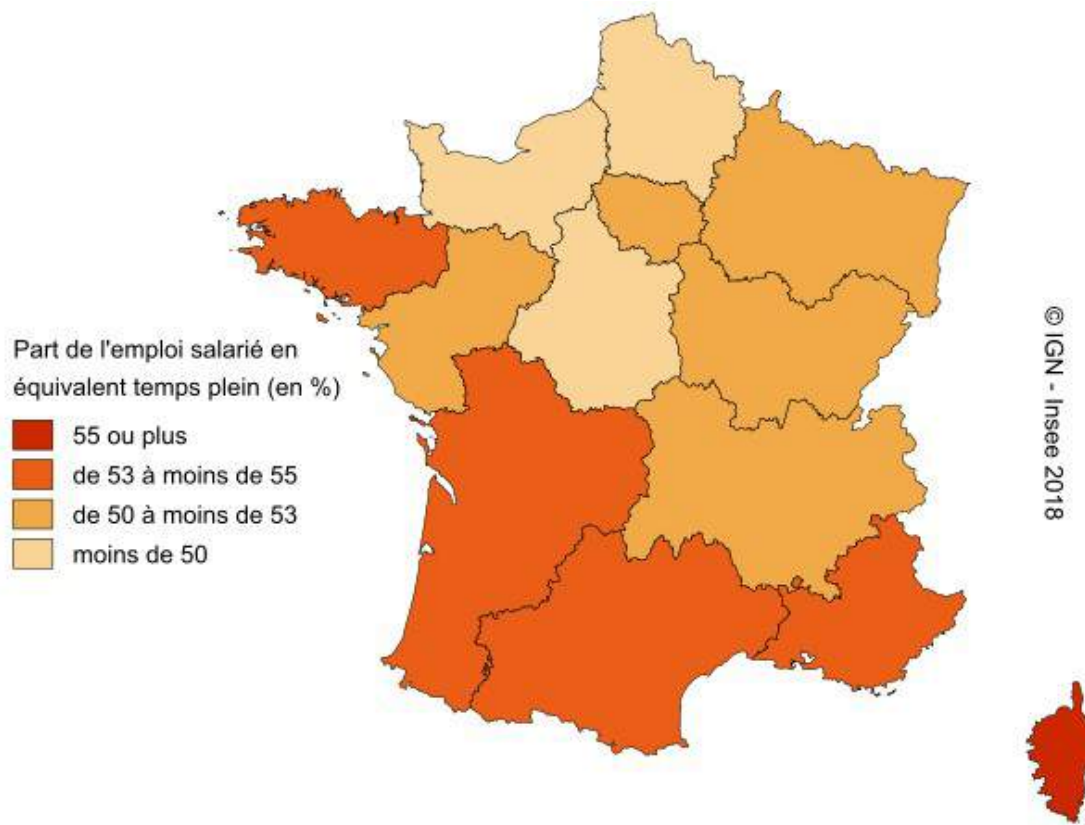 Part de l'emploi salarié en
équivalent temps plein (en %)
55 ou plus
de 53 à moins de 55
de 50 à moins de 53
moins de 50
© IGN - Insee 2018